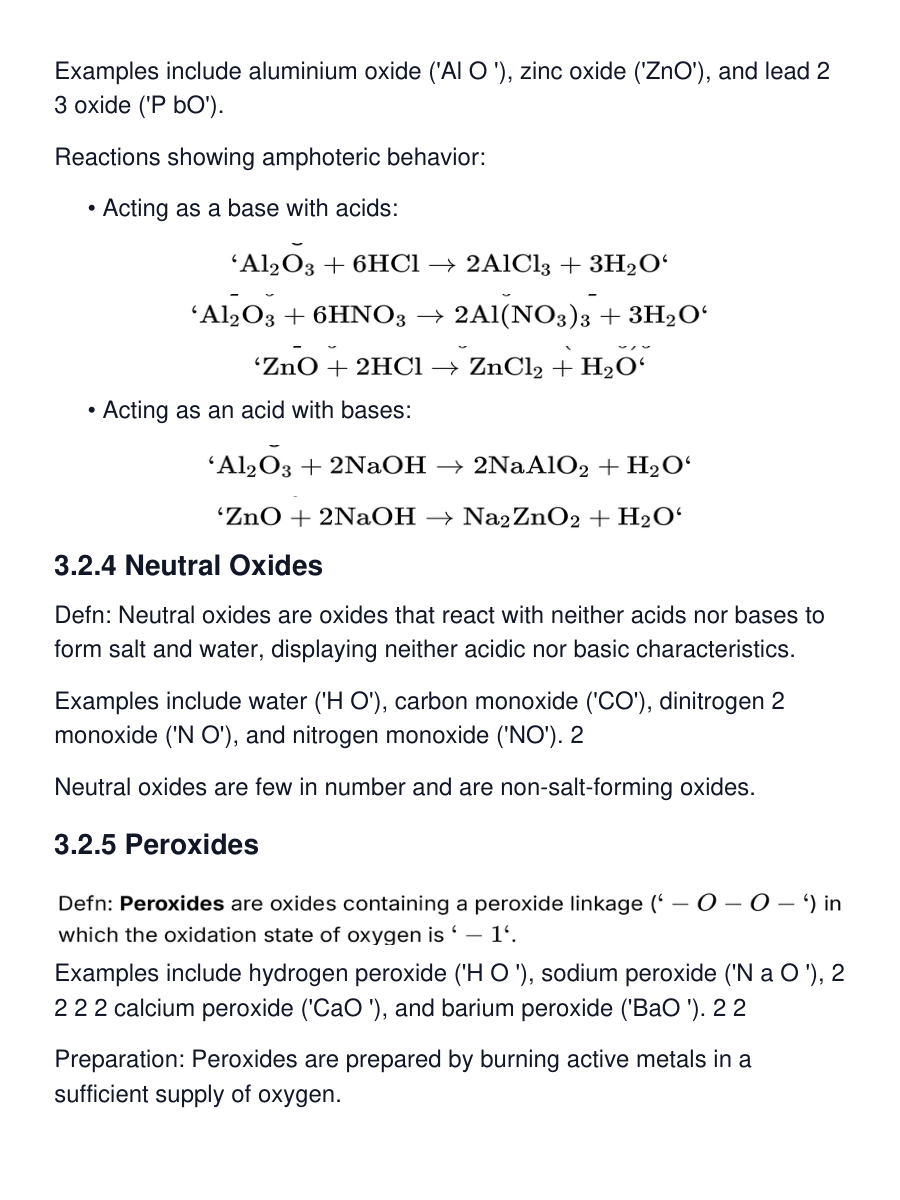 Examples include aluminium oxide ('Al O '), zinc oxide ('ZnO'), and lead 2
3 oxide ('P bO').
Reactions showing amphoteric behavior:
• Acting as a base with acids:
‘Al₂O₃ + 6HCl → 2AlCl₃ + 3H₂O‘
‘Al₂O₃ + 6HNO₃ → 2Al(NO₃)₃ + 3H₂O‘
‘ZnO + 2HCl → ZnCl₂ + H₂O‘
• Acting as an acid with bases:
‘Al₂O₃ + 2NaOH → 2NaAlO₂ + H₂O‘
‘ZnO + 2NaOH → Na₂ZnO₂ + H₂O‘
3.2.4 Neutral Oxides
Defn: Neutral oxides are oxides that react with neither acids nor bases to
form salt and water, displaying neither acidic nor basic characteristics.
Examples include water ('H O'), carbon monoxide ('CO'), dinitrogen 2
monoxide ('N O'), and nitrogen monoxide ('NO'). 2
Neutral oxides are few in number and are non-salt-forming oxides.
3.2.5 Peroxides
Defn: Peroxides are oxides containing a peroxide linkage (‘ − O − O − ‘) in
which the oxidation state of oxygen is ‘ − 1‘.
Examples include hydrogen peroxide ('H O '), sodium peroxide ('N a O '), 2
2 2 2 calcium peroxide ('CaO '), and barium peroxide ('BaO '). 2 2
Preparation: Peroxides are prepared by burning active metals in a
sufficient supply of oxygen.